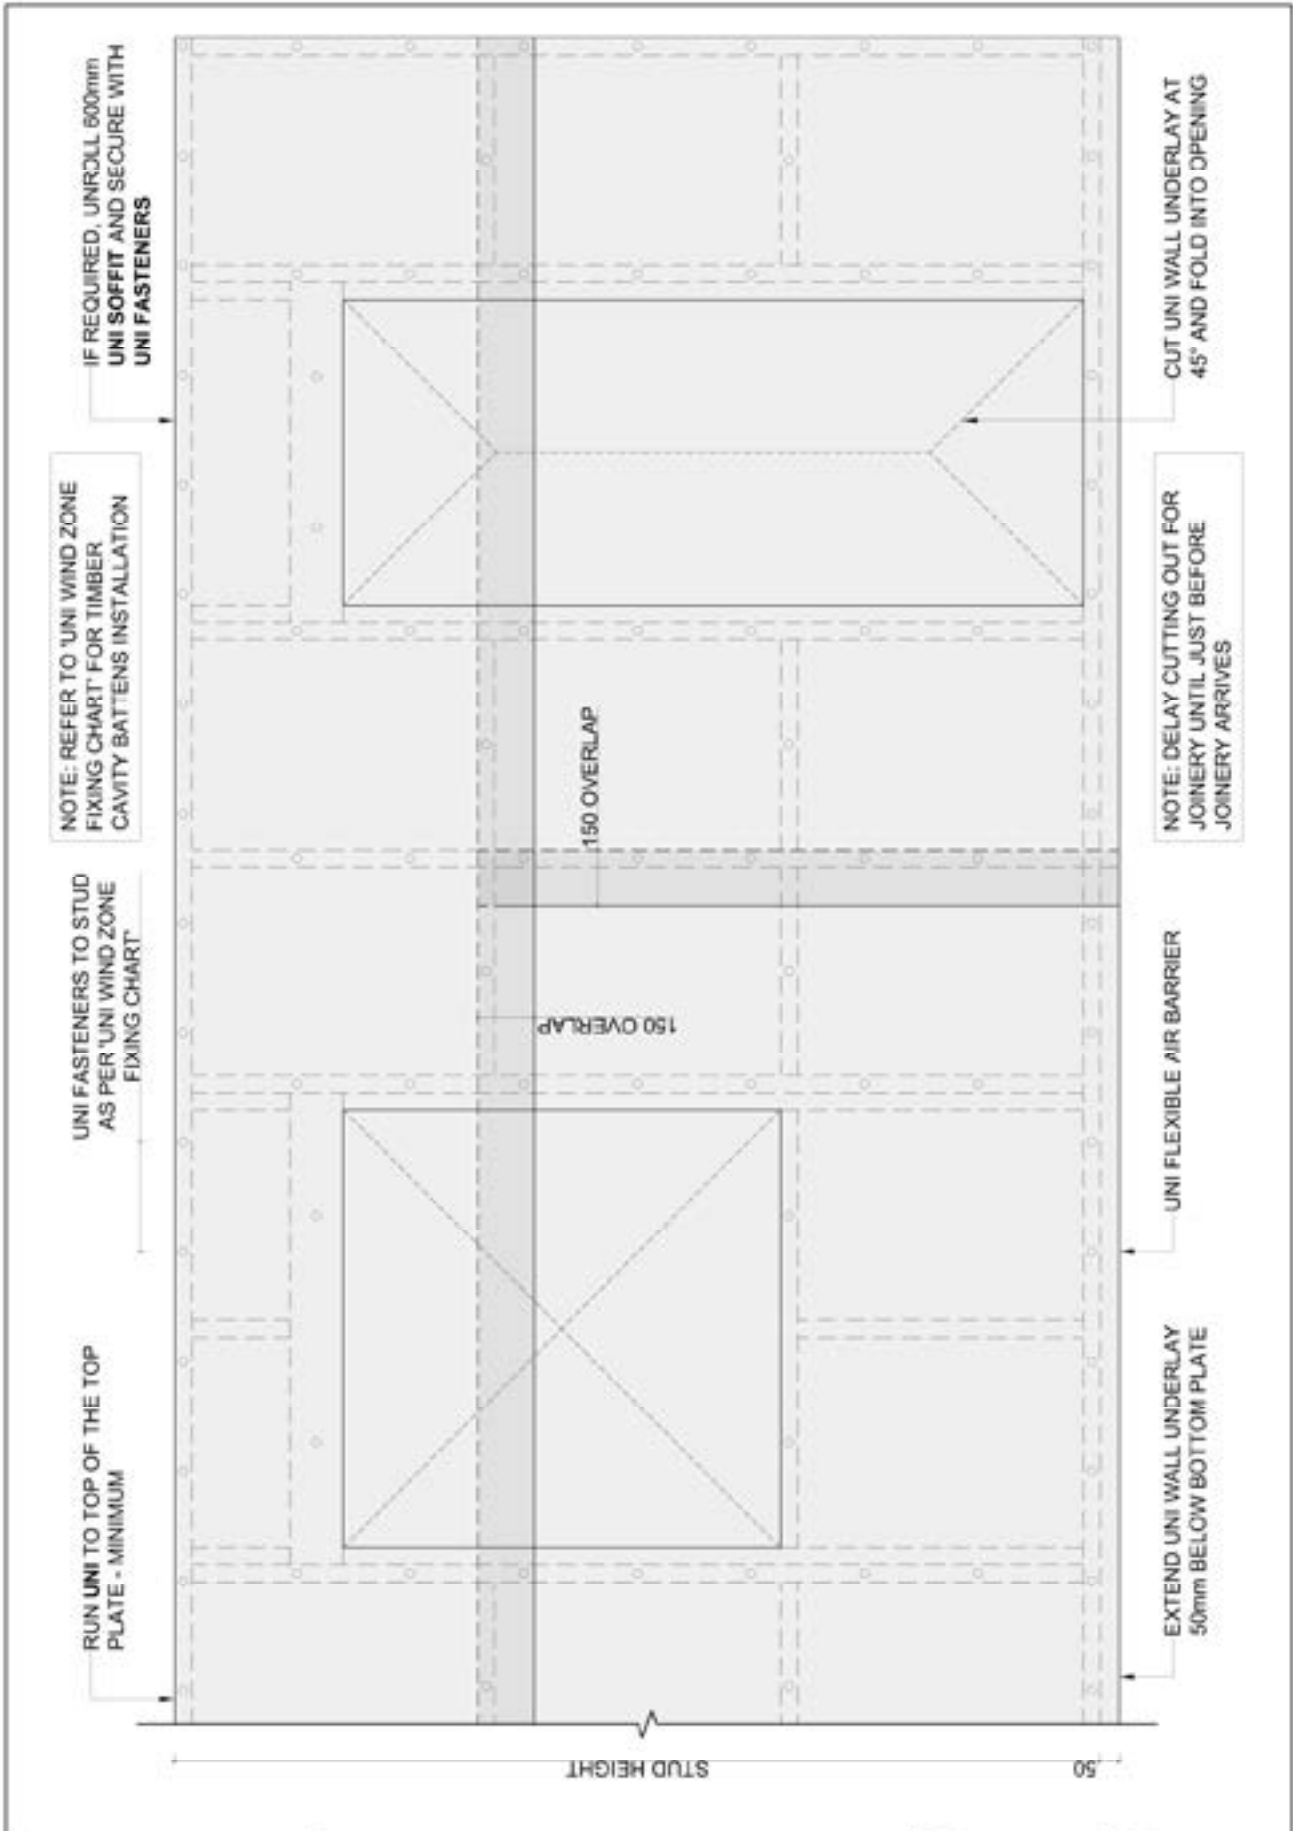 RUN UNI TO TOP OF THE TOP
PLATE - MINIMUM
UNI FASTENERS TO STUD
AS PER 'UNI WIND ZONE
FIXING CHART'
NOTE: REFER TO 'UNI WIND ZONE
FIXING CHART' FOR TIMBER
CAVITY BATTENS INSTALLATION
IF REQUIRED, UNROLL 600mm
UNI SOFFIT AND SECURE WITH
UNI FASTENERS
STUD HEIGHT
150 OVERLAP
150 OVERLAP
50
EXTEND UNI WALL UNDERLAY
50mm BELOW BOTTOM PLATE
UNI FLEXIBLE AIR BARRIER
NOTE: DELAY CUTTING OUT FOR
JOINERY UNTIL JUST BEFORE
JOINERY ARRIVES
CUT UNI WALL UNDERLAY AT
45° AND FOLD INTO OPENING